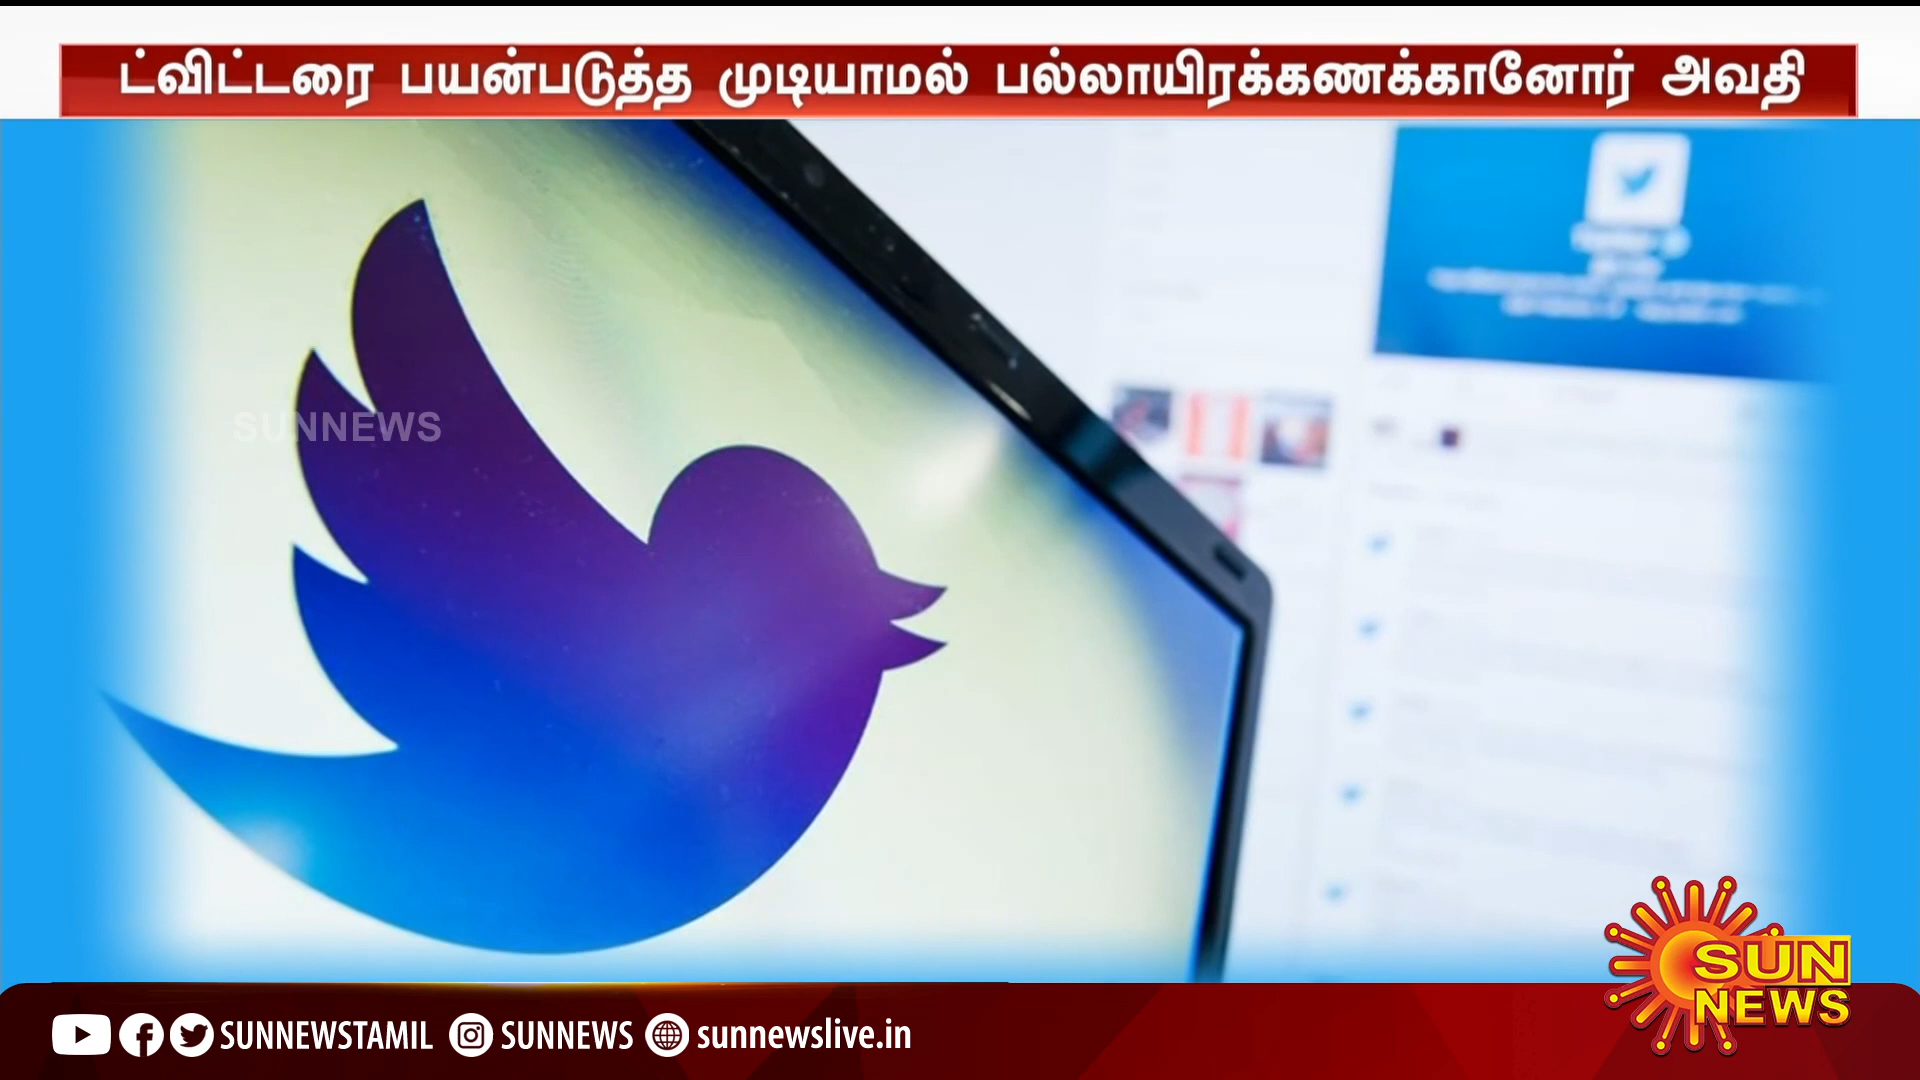 ட்விட்டரை பயன்படுத்த முடியாமல் பல்லாயிரக்கணக்கானோர் அவதி
SUNNEWS
SUN
NEWS
SUNNEWSTAMIL SUNNEWS sunnewslive.in